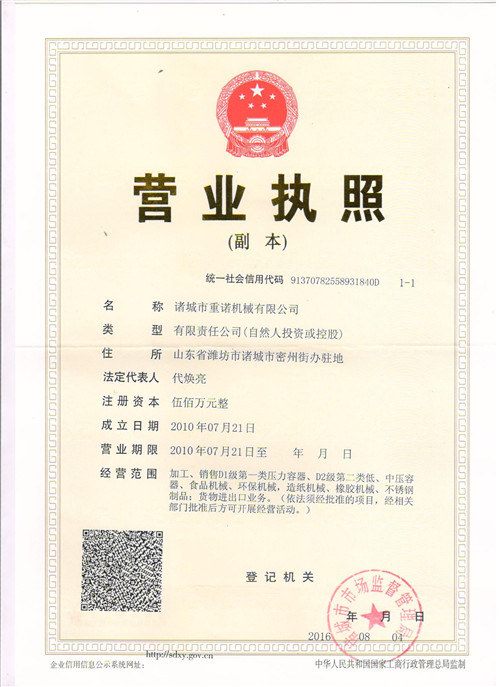 营业执照
(副 本)
统一社会信用代码 91370782558931840D 1-1
名 称 诸城市重诺机械有限公司
类 型 有限责任公司(自然人投资或控股)
住 所 山东省潍坊市诸城市密州街办驻地
法定代表人 代焕亮
注册资本 伍佰万元整
成立日期 2010年07月21日
营业期限 2010年07月21日至 年 月 日
经营范围 加工、销售D1级第一类压力容器、D2级第二类低、中压容
器、食品机械、环保机械，造纸机械、橡胶机械、不锈钢
制品；货物进出口业务。（依法须经批准的项目，经相关
部门批准后方可开展经营活动。）
登记机关
诸城市市场监督管理局
年 月 日
2016 08 04
http://sdxy.gov.cn
企业信用信息公示系统网址：
中华人民共和国国家工商行政管理总局监制